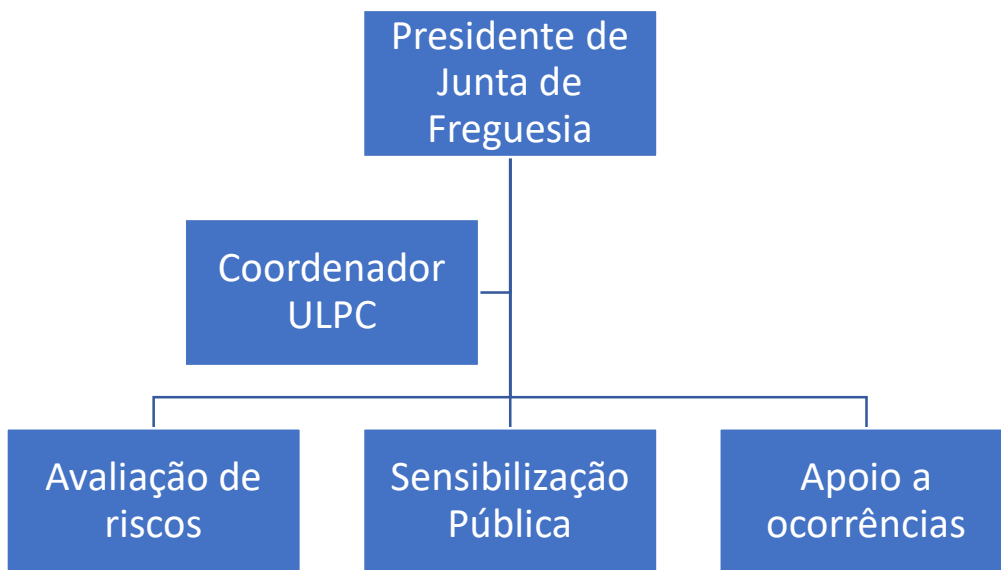 Presidente de
Junta de
Freguesia
Coordenador
ULPC
Avaliação de
riscos
Sensibilização
Pública
Apoio a
ocorrências